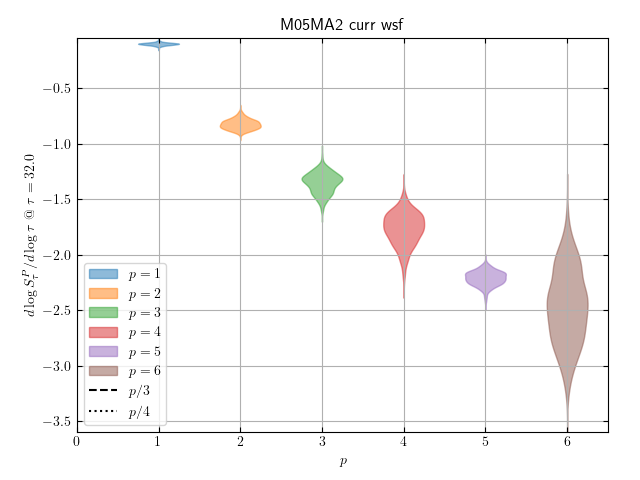 M05MA2 curr wsf
−0.5
−1.0
−1.5
−2.0
−2.5
−3.0
−3.5
d log S_τ^P / d log τ @ τ = 32.0
p = 1
p = 2
p = 3
p = 4
p = 5
p = 6
p/3
p/4
0 1 2 3 4 5 6
p